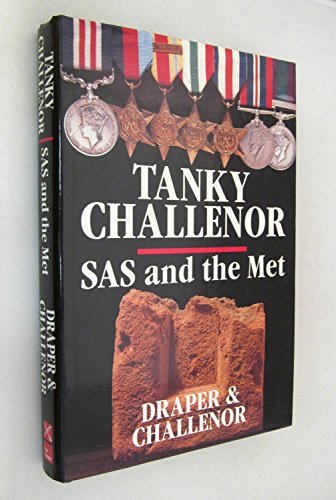 TANKY
CHALLENOR
SAS and the Met
DRAPER &
CHALLENOR
TANKY
CHALLENOR
SAS and the Met
DRAPER &
CHALLENOR